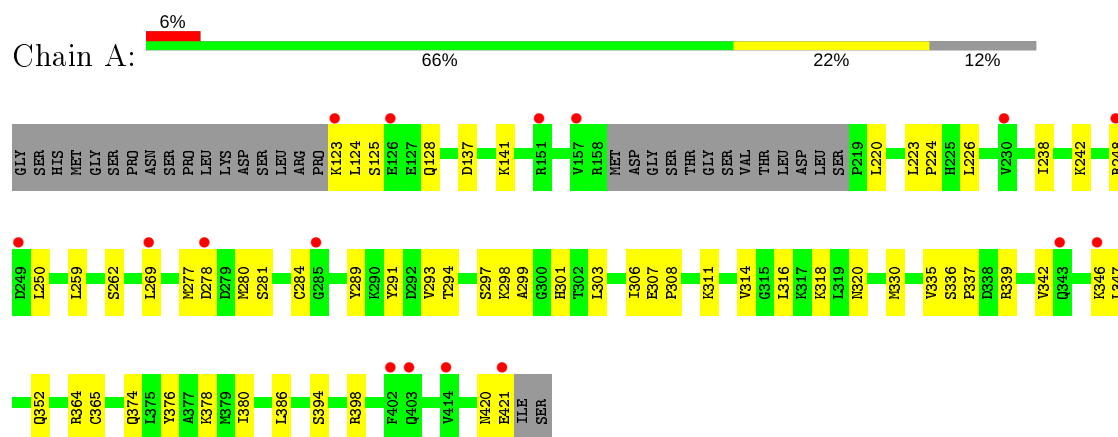 6%
Chain A:
66% 22% 12%
GLY SER HIS MET GLY SER PRO ASN SER PRO LEU LYS ASP SER LEU ARG PRO K123 L124 S125 E126 E127 Q128 D137 K141 R151 V157 R158 MET ASP GLY SER THR GLY SER VAL THR LEU ASP LEU SER P219 L220 L223 P224 H225 L226 V230 I238 K242 R248
D249 L250 L259 S262 L269 M277 D278 D279 M280 S281 C284 G285 Y289 K290 Y291 D292 V293 T294 S297 K298 A299 G300 H301 T302 L303 I306 E307 P308 K311 V314 G315 L316 K317 K318 L319 N320 M330 V335 S336 P337 D338 R339 V342 Q343 K346 L347
Q352 R364 C365 Q374 L375 Y376 A377 K378 M379 I380 L386 S394 R398 F402 Q403 V414 N420 E421 ILE SER